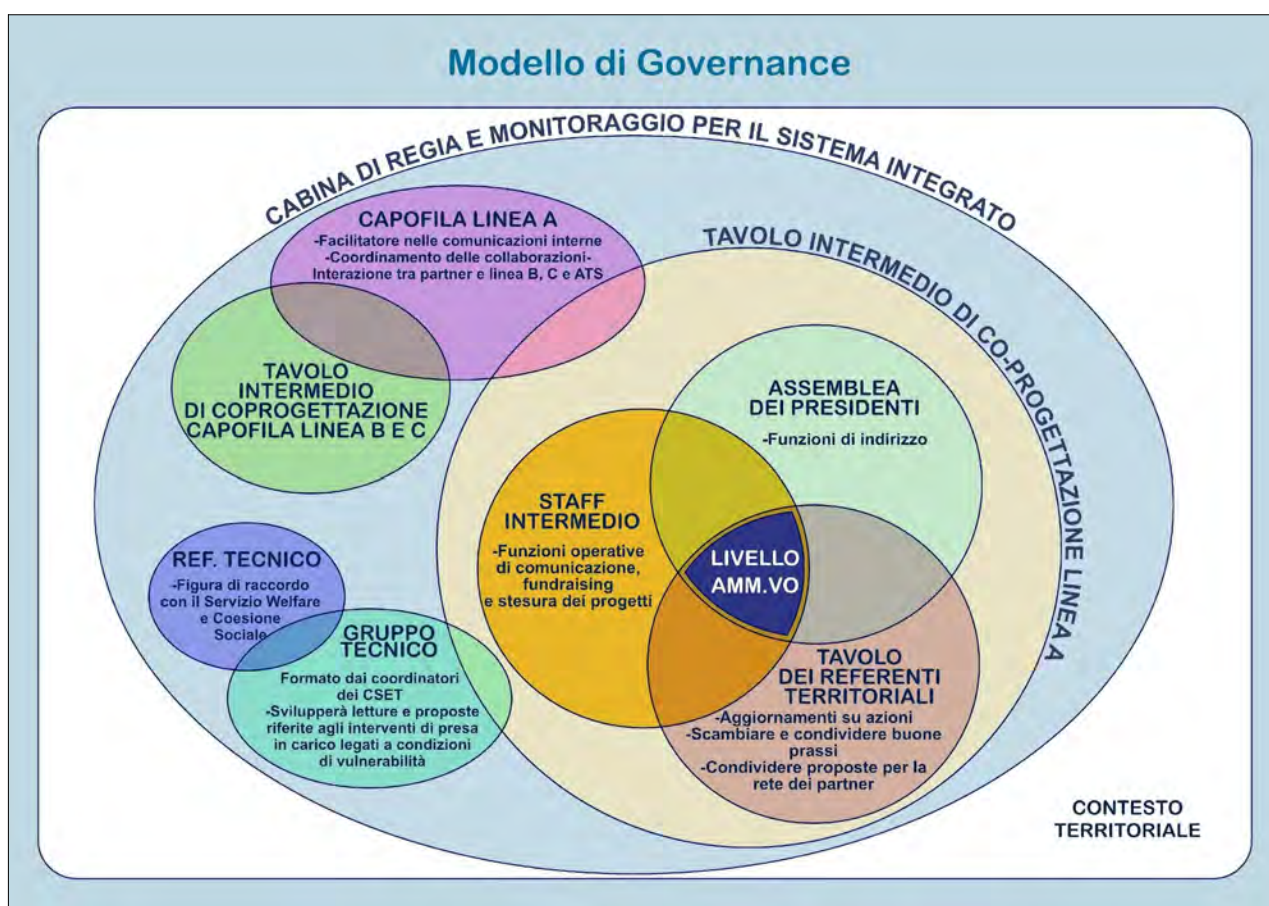 Modello di Governance
CABINA DI REGIA E MONITORAGGIO PER IL SISTEMA INTEGRATO
CAPOFILA LINEA A
-Facilitatore nelle comunicazioni interne
-Coordinamento delle collaborazioni-
Interazione tra partner e linea B, C e ATS
TAVOLO INTERMEDIO DI CO-PROGETTAZIONE LINEA A
TAVOLO
INTERMEDIO
DI COPROGETTAZIONE
CAPOFILA LINEA B E C
ASSEMBLEA
DEI PRESIDENTI
-Funzioni di indirizzo
STAFF
INTERMEDIO
-Funzioni operative
di comunicazione,
fundraising
e stesura dei progetti
LIVELLO
AMM.VO
REF. TECNICO
-Figura di raccordo
con il Servizio Welfare
e Coesione
Sociale
GRUPPO
TECNICO
Formato dai coordinatori
dei CSET
-Svilupperà letture e proposte
riferite agli interventi di presa
in carico legati a condizioni
di vulnerabilità
TAVOLO
DEI REFERENTI
TERRITORIALI
-Aggiornamenti su azioni
-Scambiare e condividere buone
prassi
-Condividere proposte per la
rete dei partner
CONTESTO
TERRITORIALE